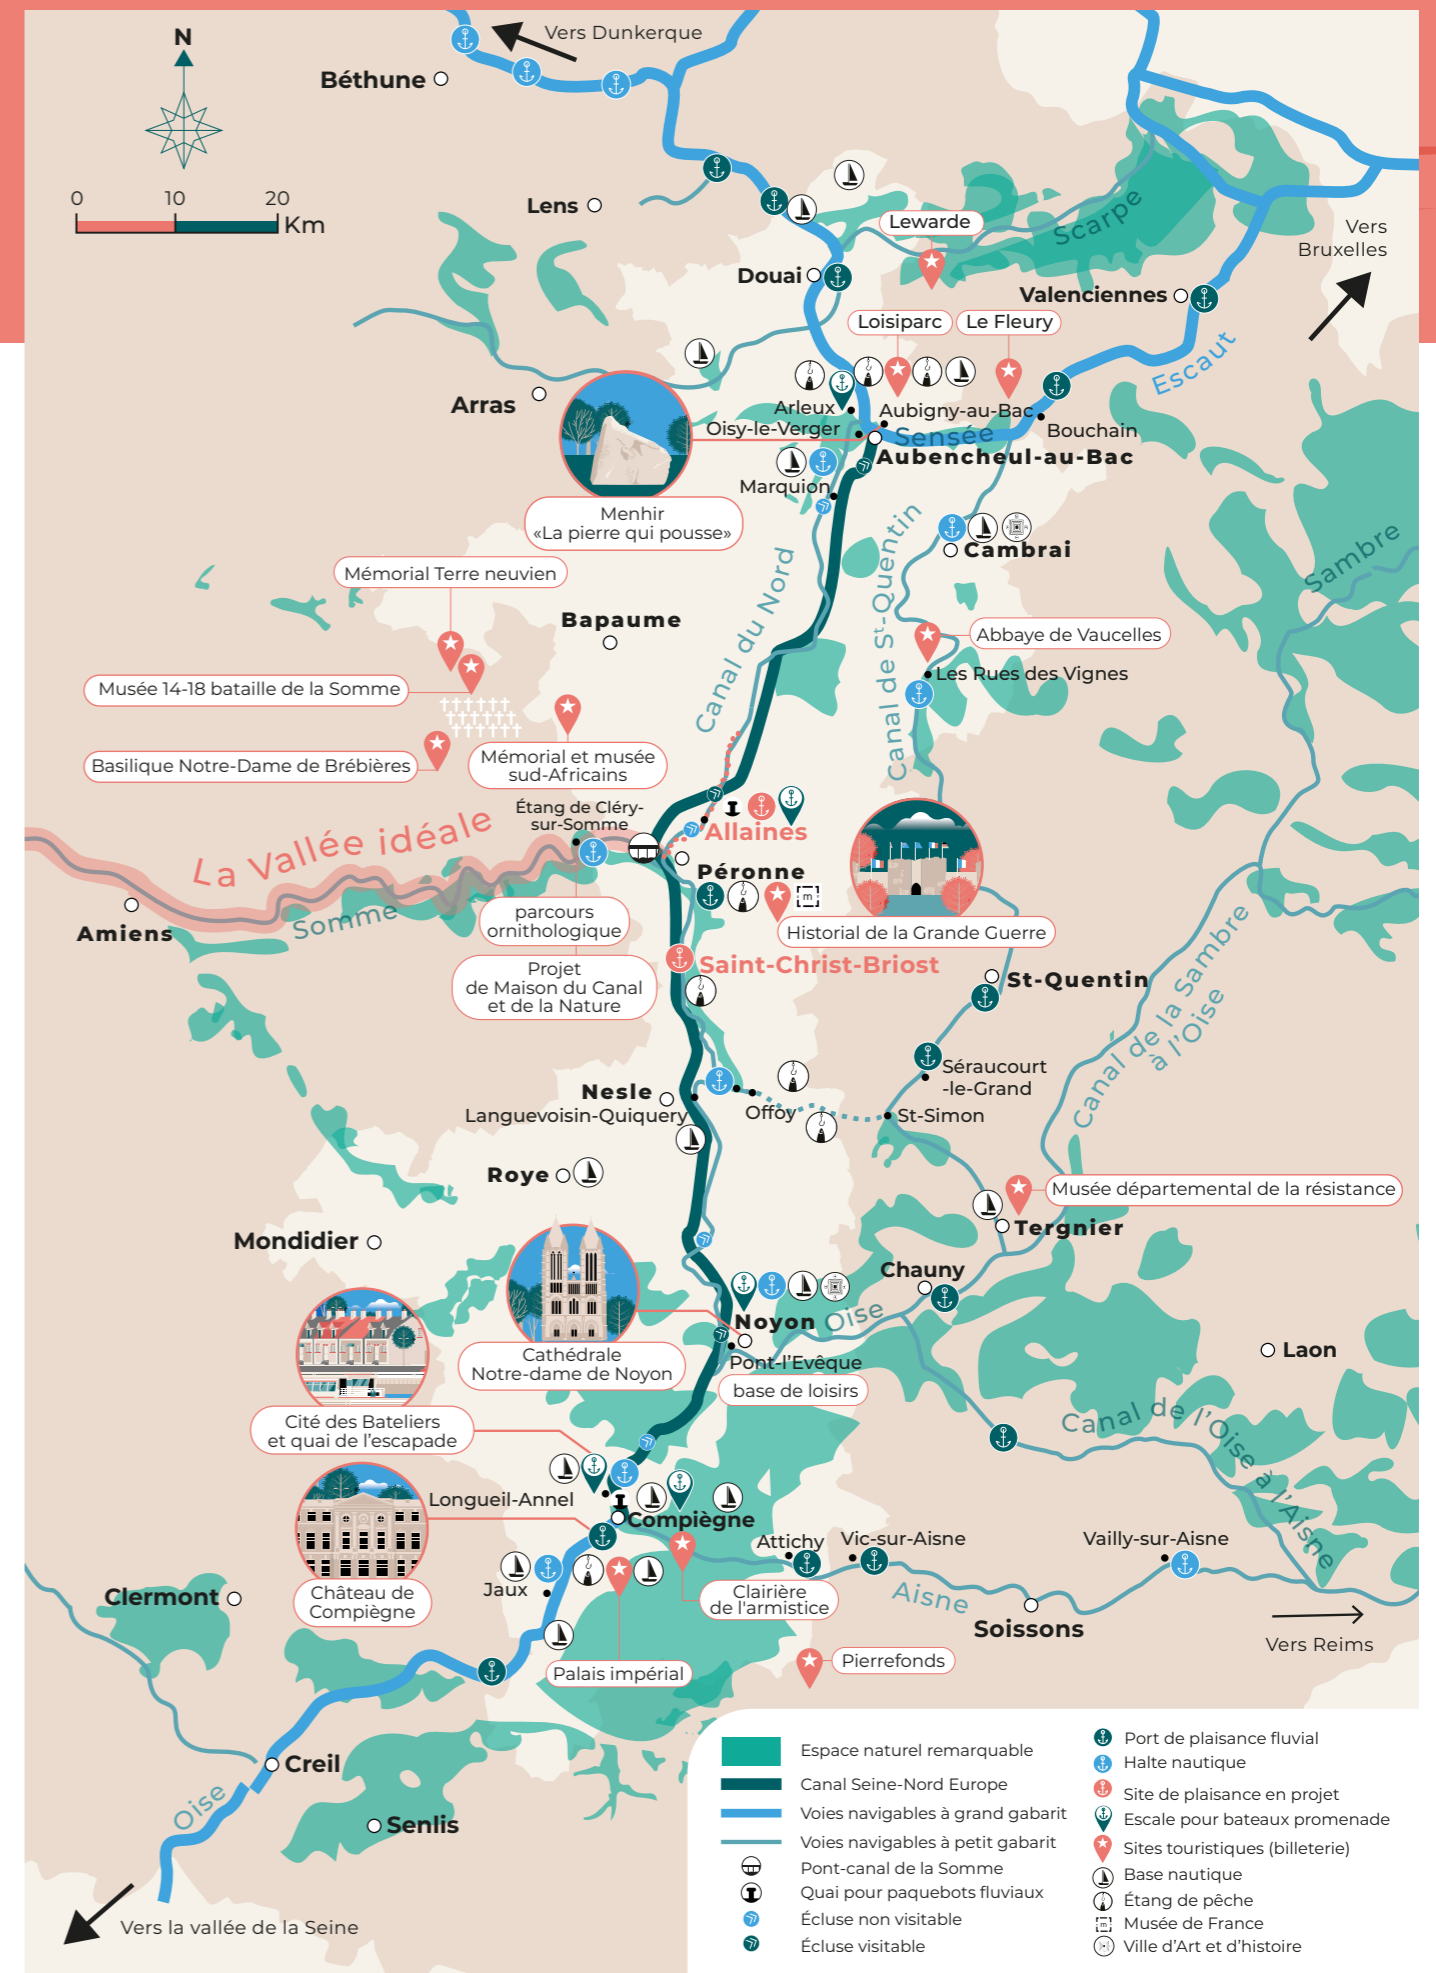 Vers Dunkerque
N
Béthune
0 10 20
Km
Lens
Lewarde
Scarpe
Vers
Bruxelles
Douai
Valenciennes
Loisiparc
Le Fleury
Escaut
Arras
Arleux
Aubigny-au-Bac
Oisy-le-Verger
Sensée
Bouchain
Aubencheul-au-Bac
Marquion
Menhir
«La pierre qui pousse»
Canal du Nord
Canal de St-Quentin
Cambrai
Sambre
Mémorial Terre neuvien
Bapaume
Abbaye de Vaucelles
Les Rues des Vignes
Musée 14-18 bataille de la Somme
Basilique Notre-Dame de Brébières
Mémorial et musée
sud-Africains
Étang de Cléry-
sur-Somme
La Vallée idéale
Allaines
Péronne
m
Somme
Amiens
parcours
ornithologique
Historial de la Grande Guerre
Projet
de Maison du Canal
et de la Nature
Saint-Christ-Briost
St-Quentin
Canal de la Sambre
à l'Oise
Séraucourt
-le-Grand
Nesle
Languevoisin-Quiquery
Offoy
St-Simon
Roye
Musée départemental de la résistance
Tergnier
Mondidier
Chauny
Noyon
Oise
Pont-l'Evêque
base de loisirs
Laon
Cathédrale
Notre-dame de Noyon
Cité des Bateliers
et quai de l'escapade
Canal de l'Oise à l'Aisne
Longueil-Annel
Compiègne
Attichy
Vic-sur-Aisne
Vailly-sur-Aisne
Jaux
Château de
Compiègne
Clermont
Clairière
de l'armistice
Aisne
Soissons
Vers Reims
Palais impérial
Pierrefonds
Creil
Oise
Senlis
Vers la vallée de la Seine
Espace naturel remarquable
Canal Seine-Nord Europe
Voies navigables à grand gabarit
Voies navigables à petit gabarit
Pont-canal de la Somme
Quai pour paquebots fluviaux
Écluse non visitable
Écluse visitable
Port de plaisance fluvial
Halte nautique
Site de plaisance en projet
Escale pour bateaux promenade
Sites touristiques (billeterie)
Base nautique
Étang de pêche
m
Musée de France
Ville d'Art et d'histoire